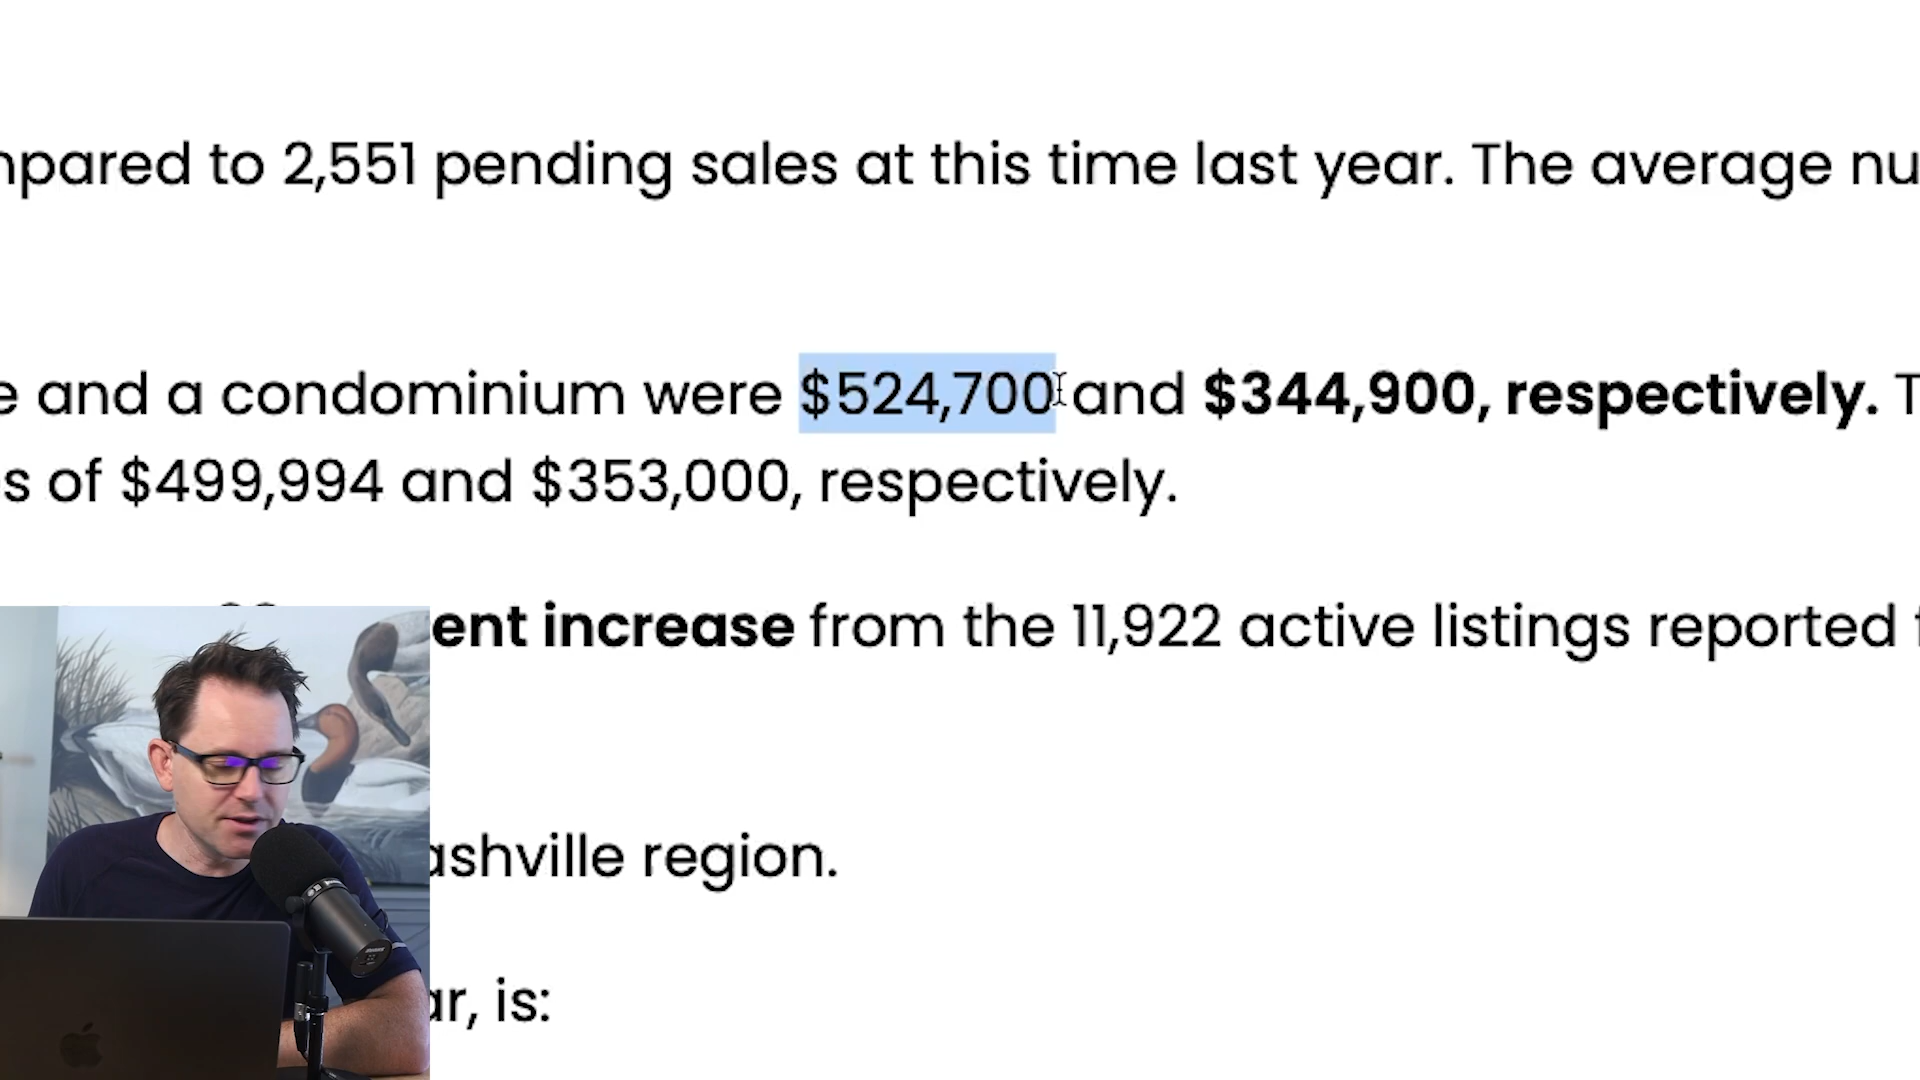 compared to 2,551 pending sales at this time last year. The average nu
e and a condominium were $524,700 and $344,900, respectively. T
s of $499,994 and $353,000, respectively.
ent increase from the 11,922 active listings reported f
ashville region.
ar, is: